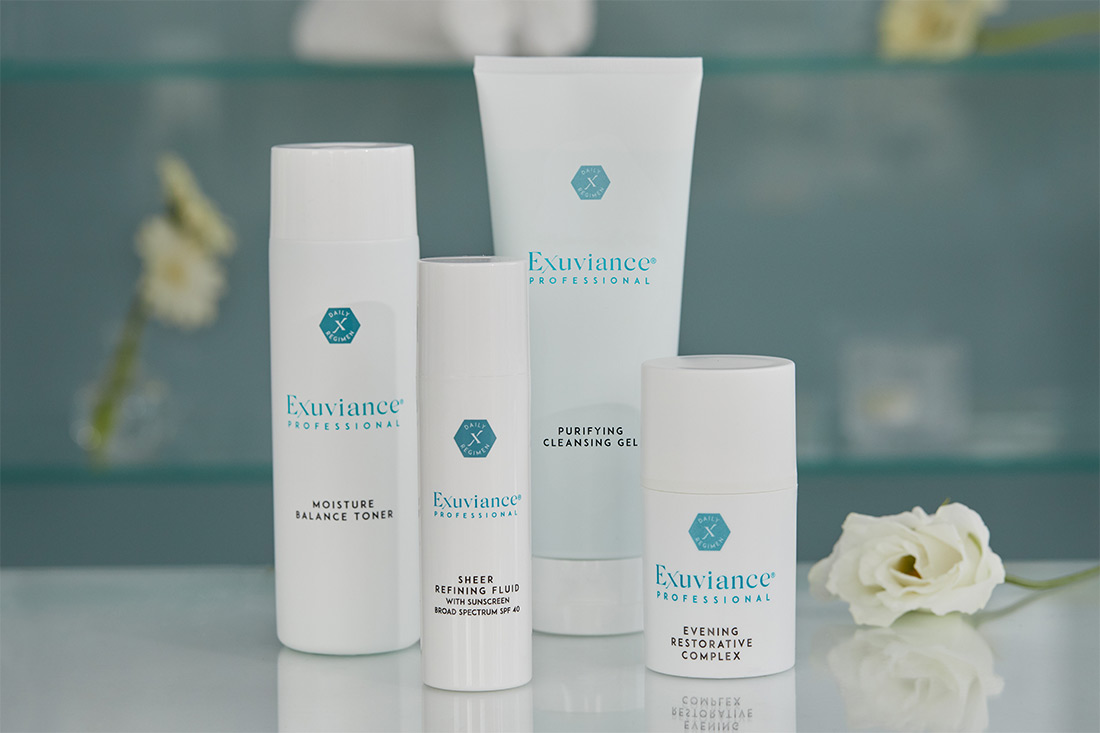 DAILY
X
REGIMEN
Exuviance®
PROFESSIONAL
MOISTURE
BALANCE TONER
DAILY
X
REGIMEN
Exuviance®
PROFESSIONAL
SHEER
REFINING FLUID
WITH SUNSCREEN
BROAD SPECTRUM SPF 40
DAILY
X
REGIMEN
Exuviance®
PROFESSIONAL
PURIFYING
CLEANSING GEL
DAILY
X
REGIMEN
Exuviance®
PROFESSIONAL
EVENING
RESTORATIVE
COMPLEX